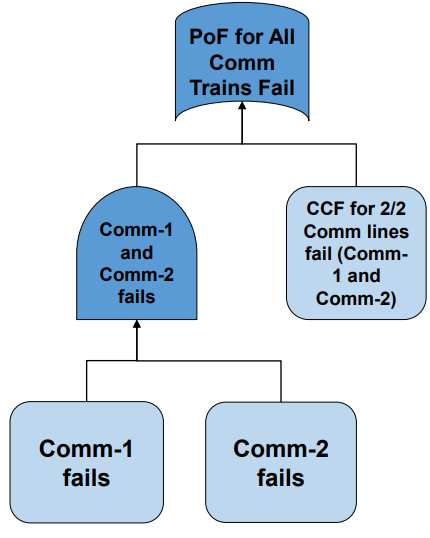 PoF for All
Comm
Trains Fail
Comm-1
and
Comm-2
fails
CCF for 2/2
Comm lines
fail (Comm-
1 and
Comm-2)
Comm-1
fails
Comm-2
fails